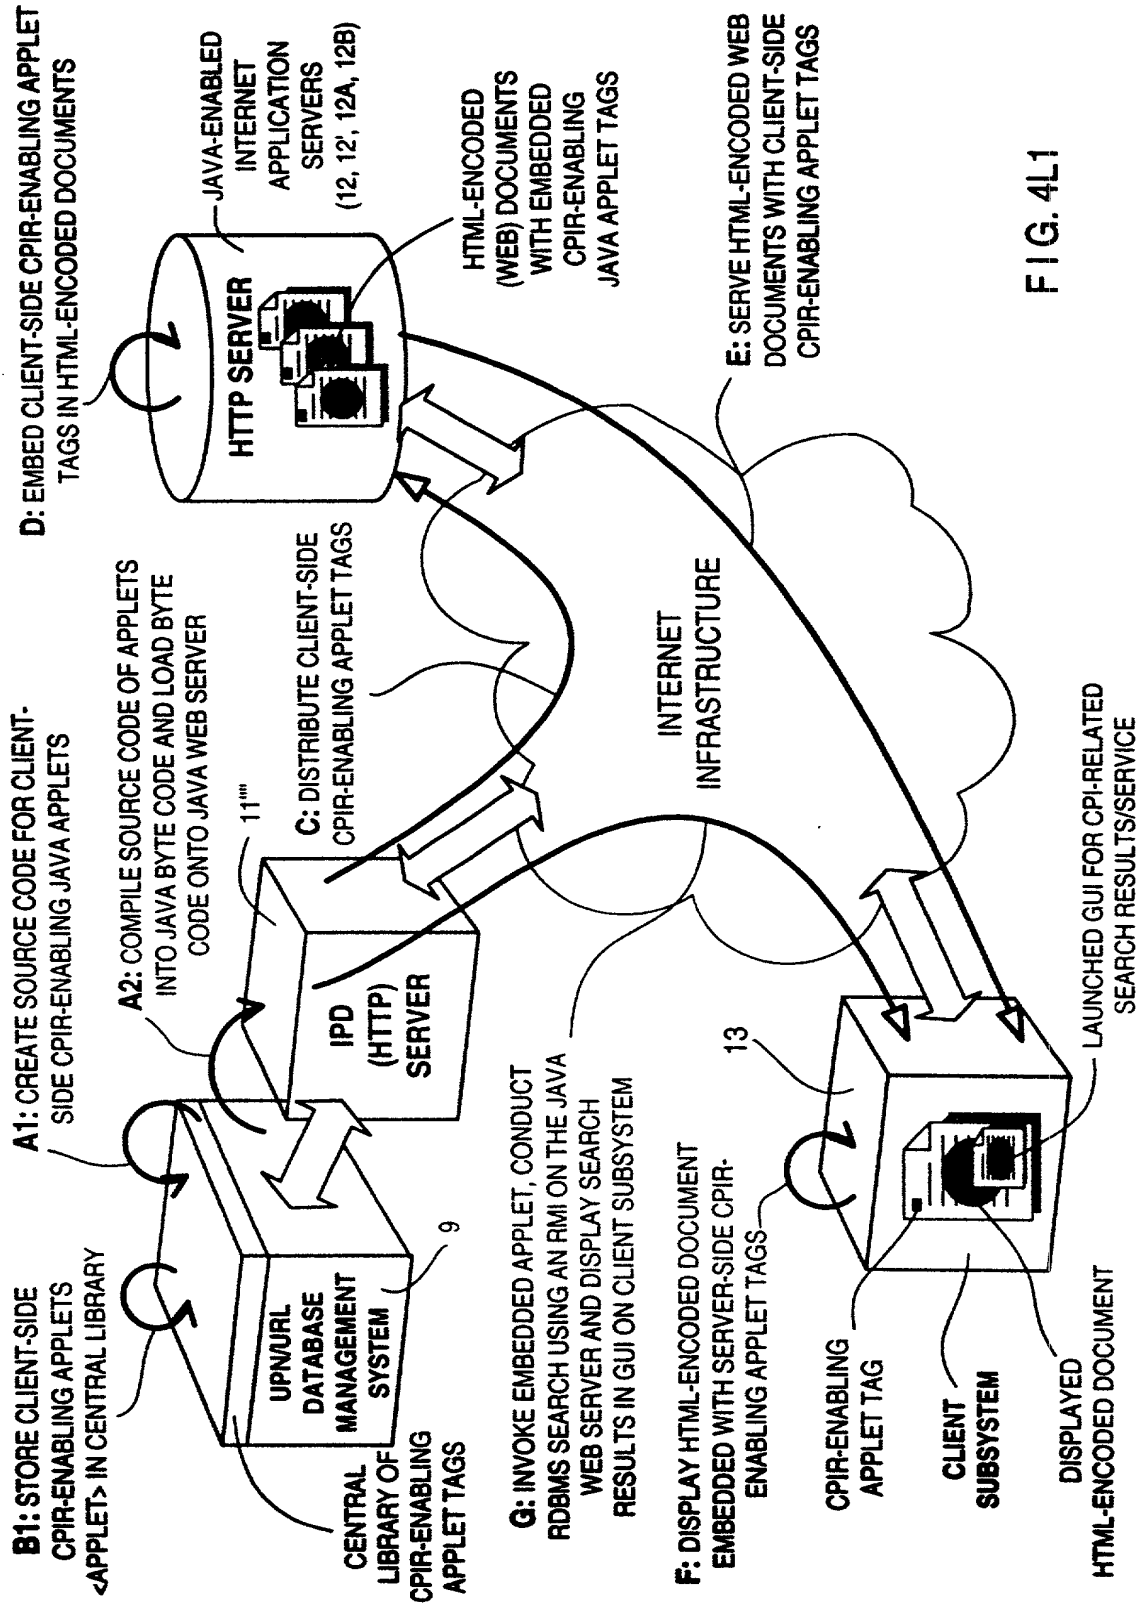 B1: STORE CLIENT-SIDE
CPIR-ENABLING APPLETS
<APPLET> IN CENTRAL LIBRARY
A1: CREATE SOURCE CODE FOR CLIENT-
SIDE CPIR-ENABLING JAVA APPLETS
A2: COMPILE SOURCE CODE OF APPLETS
INTO JAVA BYTE CODE AND LOAD BYTE
CODE ONTO JAVA WEB SERVER
D: EMBED CLIENT-SIDE CPIR-ENABLING APPLET
TAGS IN HTML-ENCODED DOCUMENTS
JAVA-ENABLED
INTERNET
APPLICATION
SERVERS
(12, 12', 12A, 12B)
HTTP SERVER
HTML-ENCODED
(WEB) DOCUMENTS
WITH EMBEDDED
CPIR-ENABLING
JAVA APPLET TAGS
11""
C: DISTRIBUTE CLIENT-SIDE
CPIR-ENABLING APPLET TAGS
UPN/URL
DATABASE
MANAGEMENT
SYSTEM
9
IPD
(HTTP)
SERVER
CENTRAL
LIBRARY OF
CPIR-ENABLING
APPLET TAGS
G: INVOKE EMBEDDED APPLET, CONDUCT
RDBMS SEARCH USING AN RMI ON THE JAVA
WEB SERVER AND DISPLAY SEARCH
RESULTS IN GUI ON CLIENT SUBSYSTEM
INTERNET
INFRASTRUCTURE
E: SERVE HTML-ENCODED WEB
DOCUMENTS WITH CLIENT-SIDE
CPIR-ENABLING APPLET TAGS
F: DISPLAY HTML-ENCODED DOCUMENT
EMBEDDED WITH SERVER-SIDE CPIR-
ENABLING APPLET TAGS
13
CPIR-ENABLING
APPLET TAG
CLIENT
SUBSYSTEM
DISPLAYED
HTML-ENCODED DOCUMENT
LAUNCHED GUI FOR CPI-RELATED
SEARCH RESULTS/SERVICE
FIG. 4L1